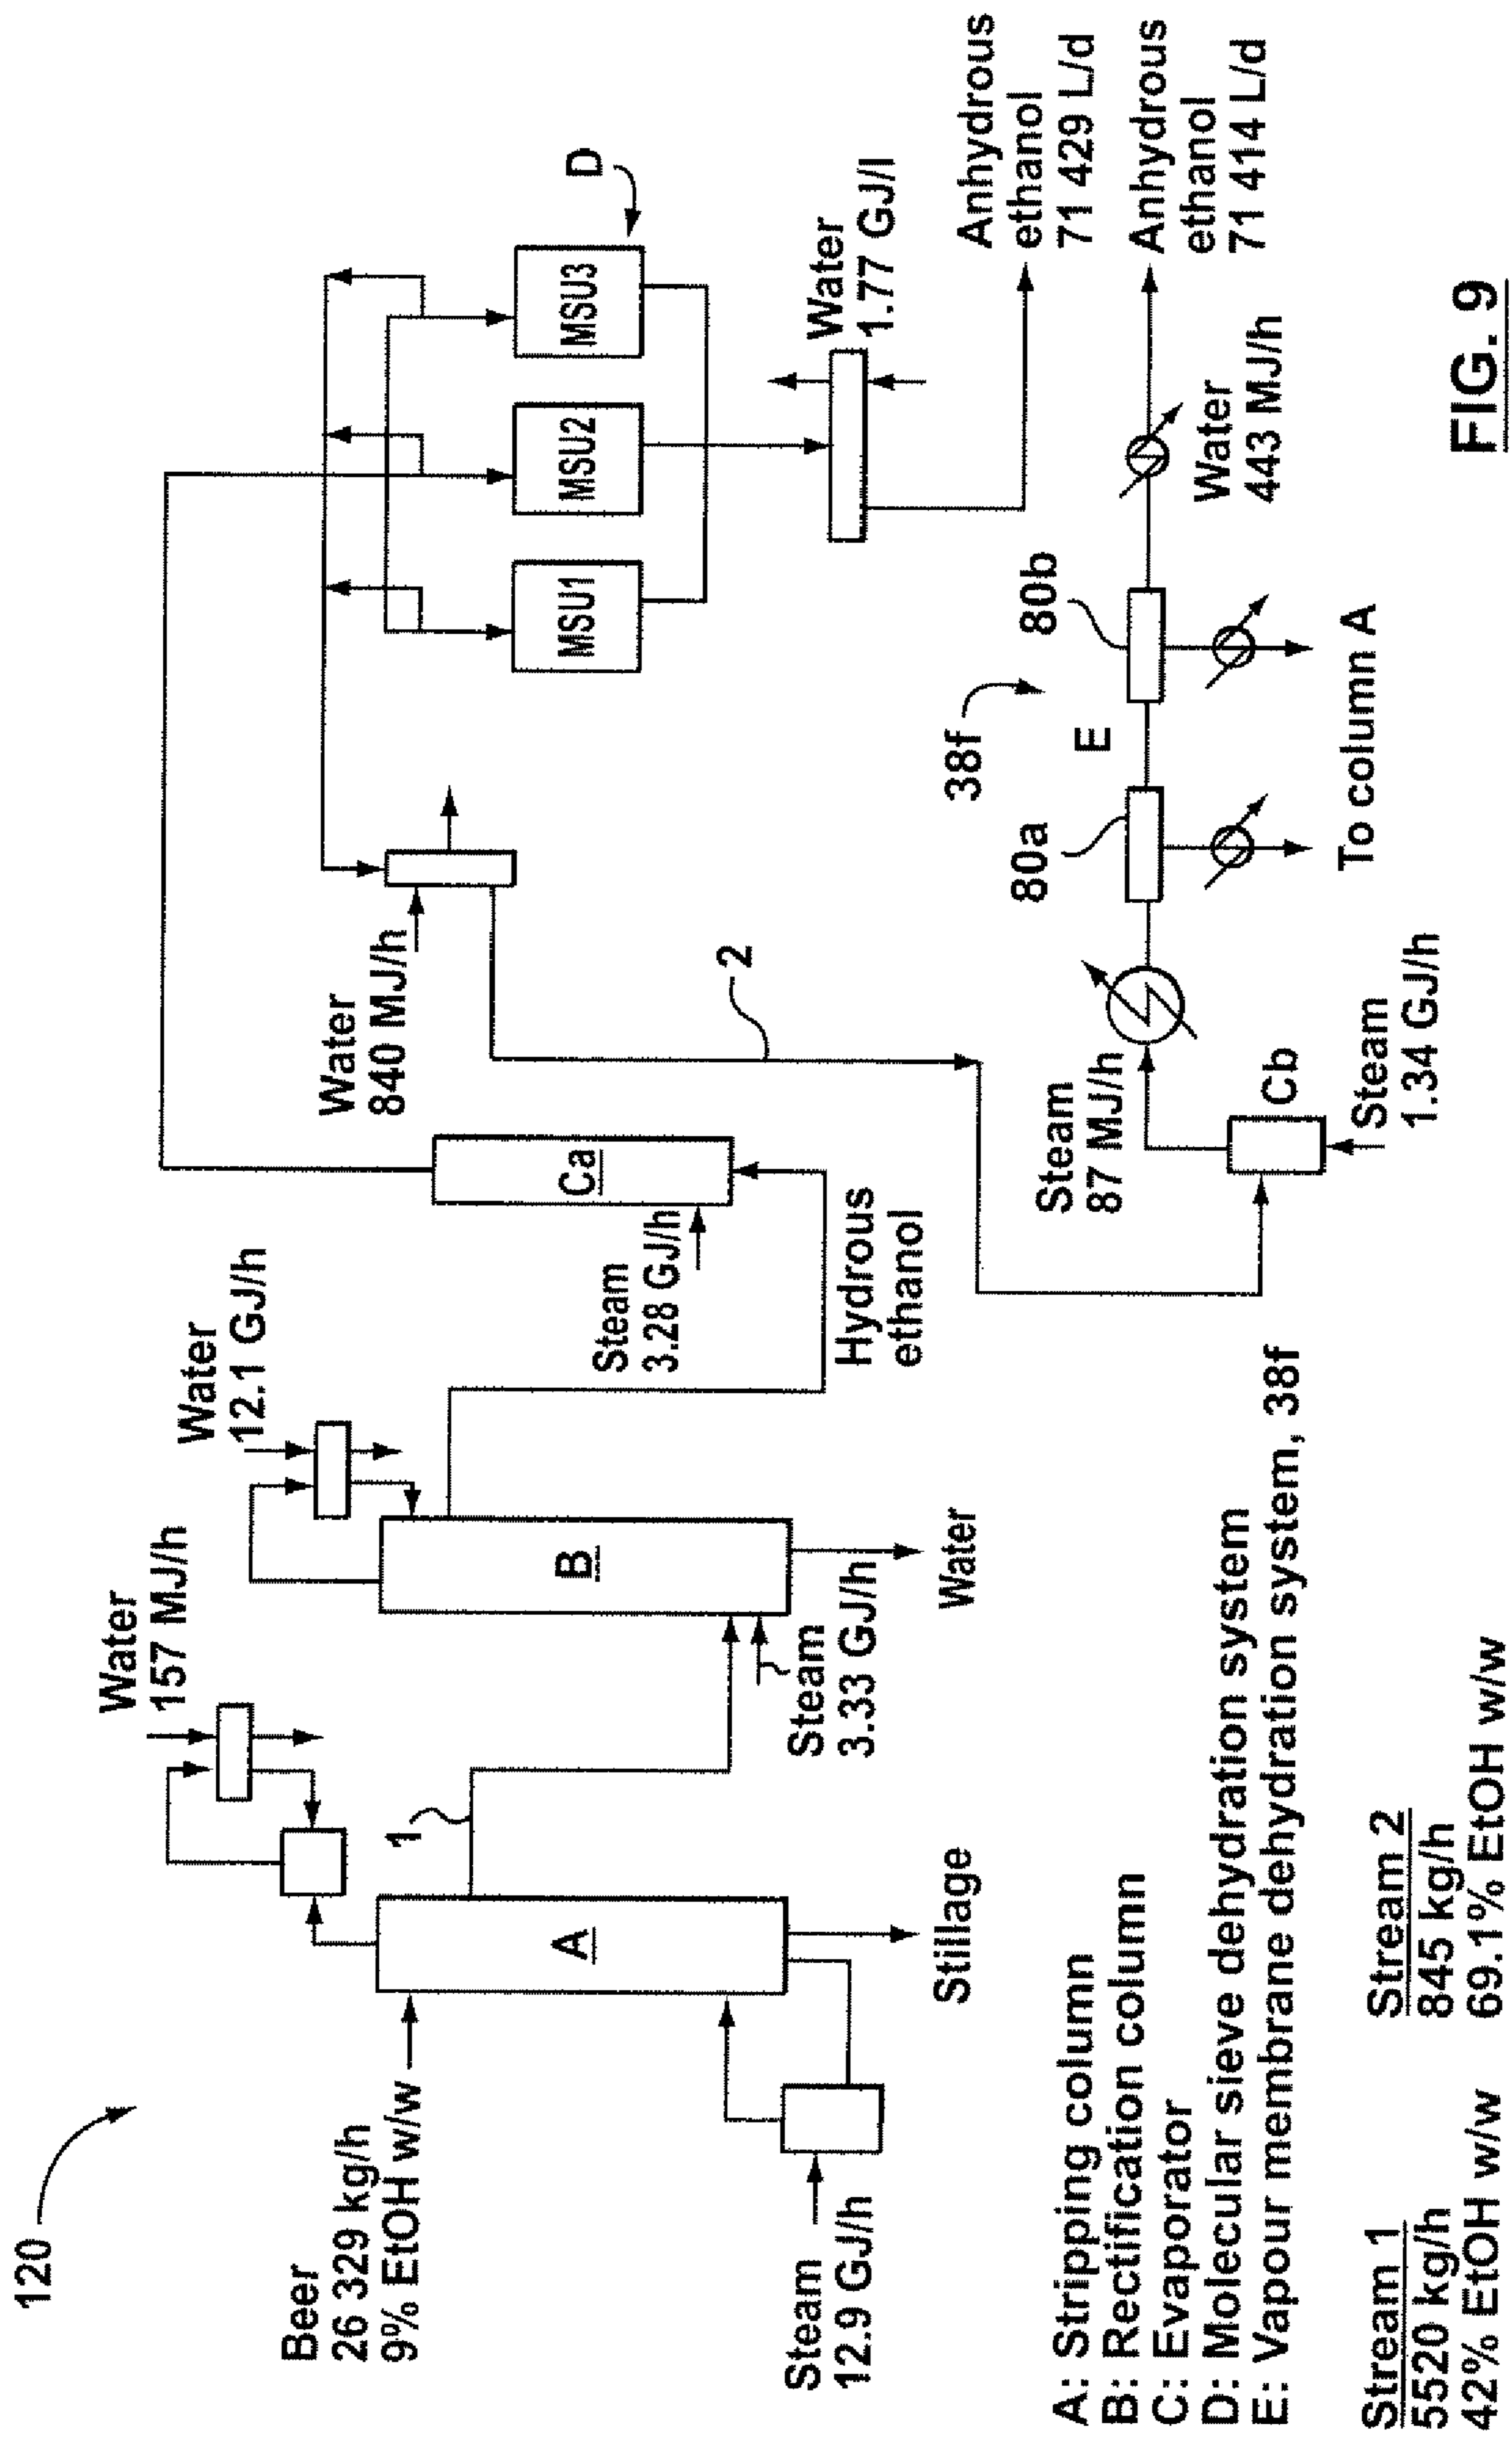 120
Beer
26 329 kg/h
9% EtOH w/w
Steam
12.9 GJ/h
A
Stillage
Water
157 MJ/h
1
Water
12.1 GJ/h
B
Steam
3.33 GJ/h
Water
Hydrous
ethanol
Steam
3.28 GJ/h
Ca
Water
840 MJ/h
2
MSU1
MSU2
MSU3
D
Water
1.77 GJ/l
Anhydrous
ethanol
71 429 L/d
Steam
87 MJ/h
Cb
Steam
1.34 GJ/h
80a
38f
E
80b
To column A
Water
443 MJ/h
Anhydrous
ethanol
71 414 L/d
A: Stripping column
B: Rectification column
C: Evaporator
D: Molecular sieve dehydration system
E: Vapour membrane dehydration system, 38f
Stream 1
5520 kg/h
42% EtOH w/w
Stream 2
845 kg/h
69.1% EtOH w/w
FIG. 9